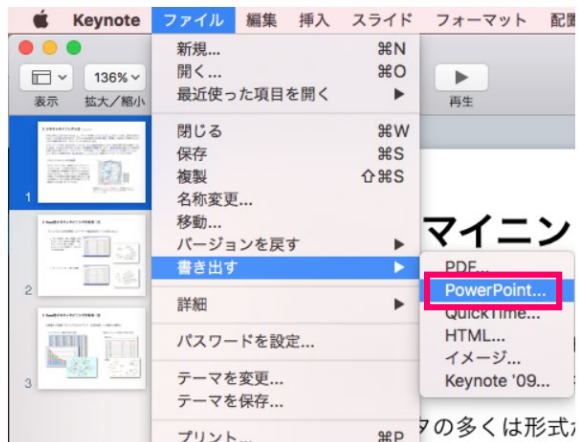 Keynote ファイル 編集 挿入 スライド フォーマット 配置
136%
表示 拡大／縮小
再生
新規... ⌘N
開く... ⌘O
最近使った項目を開く ▶
閉じる ⌘W
保存 ⌘S
複製 ⇧⌘S
名称変更...
移動...
バージョンを戻す ▶
書き出す ▶
詳細 ▶
パスワードを設定...
テーマを変更...
テーマを保存...
プリント... ⌘P
PDF...
PowerPoint...
QuickTime...
HTML...
イメージ...
Keynote '09...
マイニン
タの多くは形式
1
2
3